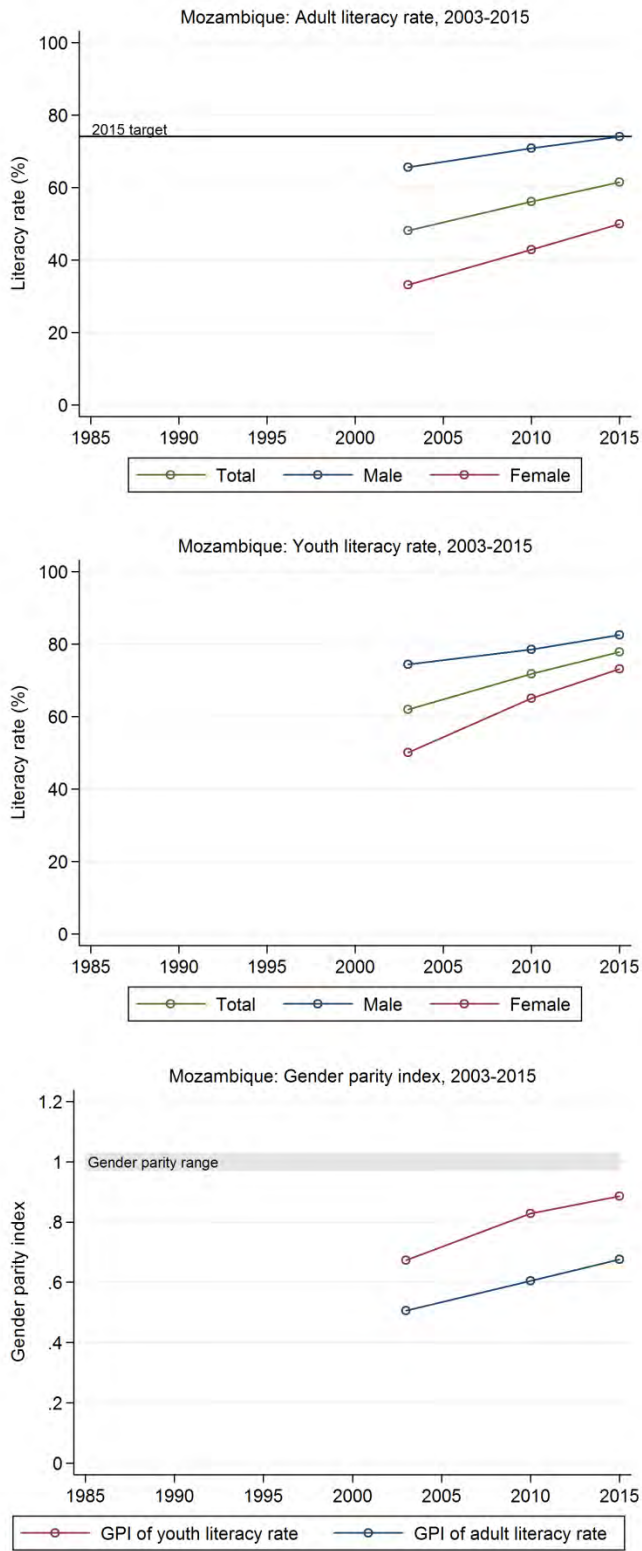 Mozambique: Adult literacy rate, 2003-2015
100
80
2015 target
60
40
20
0
Literacy rate (%)
1985 1990 1995 2000 2005 2010 2015
Total Male Female
Mozambique: Youth literacy rate, 2003-2015
100
80
60
40
20
0
Literacy rate (%)
1985 1990 1995 2000 2005 2010 2015
Total Male Female
Mozambique: Gender parity index, 2003-2015
1.2
1
Gender parity range
.8
.6
.4
.2
0
Gender parity index
1985 1990 1995 2000 2005 2010 2015
GPI of youth literacy rate GPI of adult literacy rate